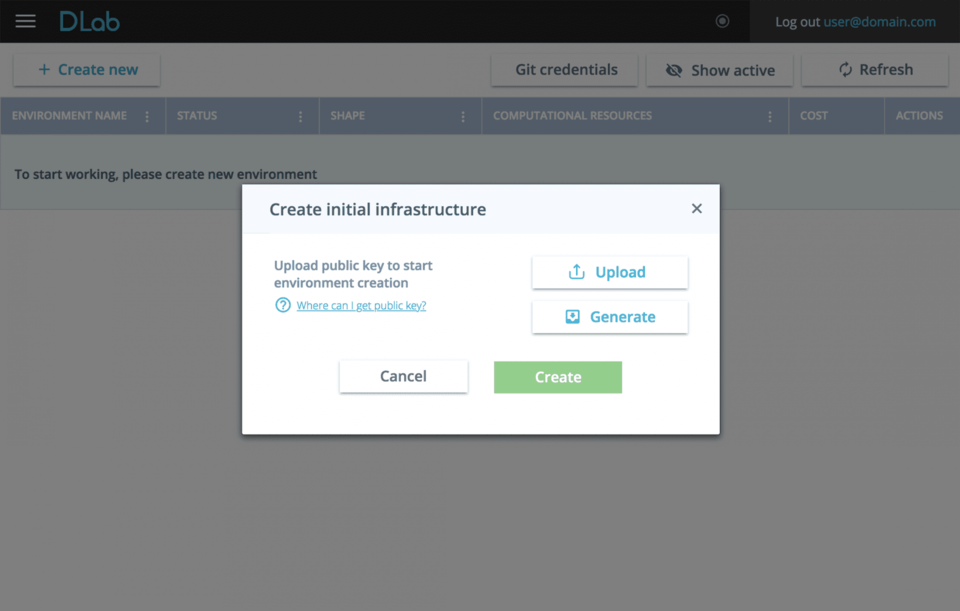 DLab
Log out user@domain.com
+ Create new
Git credentials
Show active
Refresh
ENVIRONMENT NAME
STATUS
SHAPE
COMPUTATIONAL RESOURCES
COST
ACTIONS
To start working, please create new environment
Create initial infrastructure
Upload public key to start
environment creation
Where can I get public key?
Upload
Generate
Cancel
Create